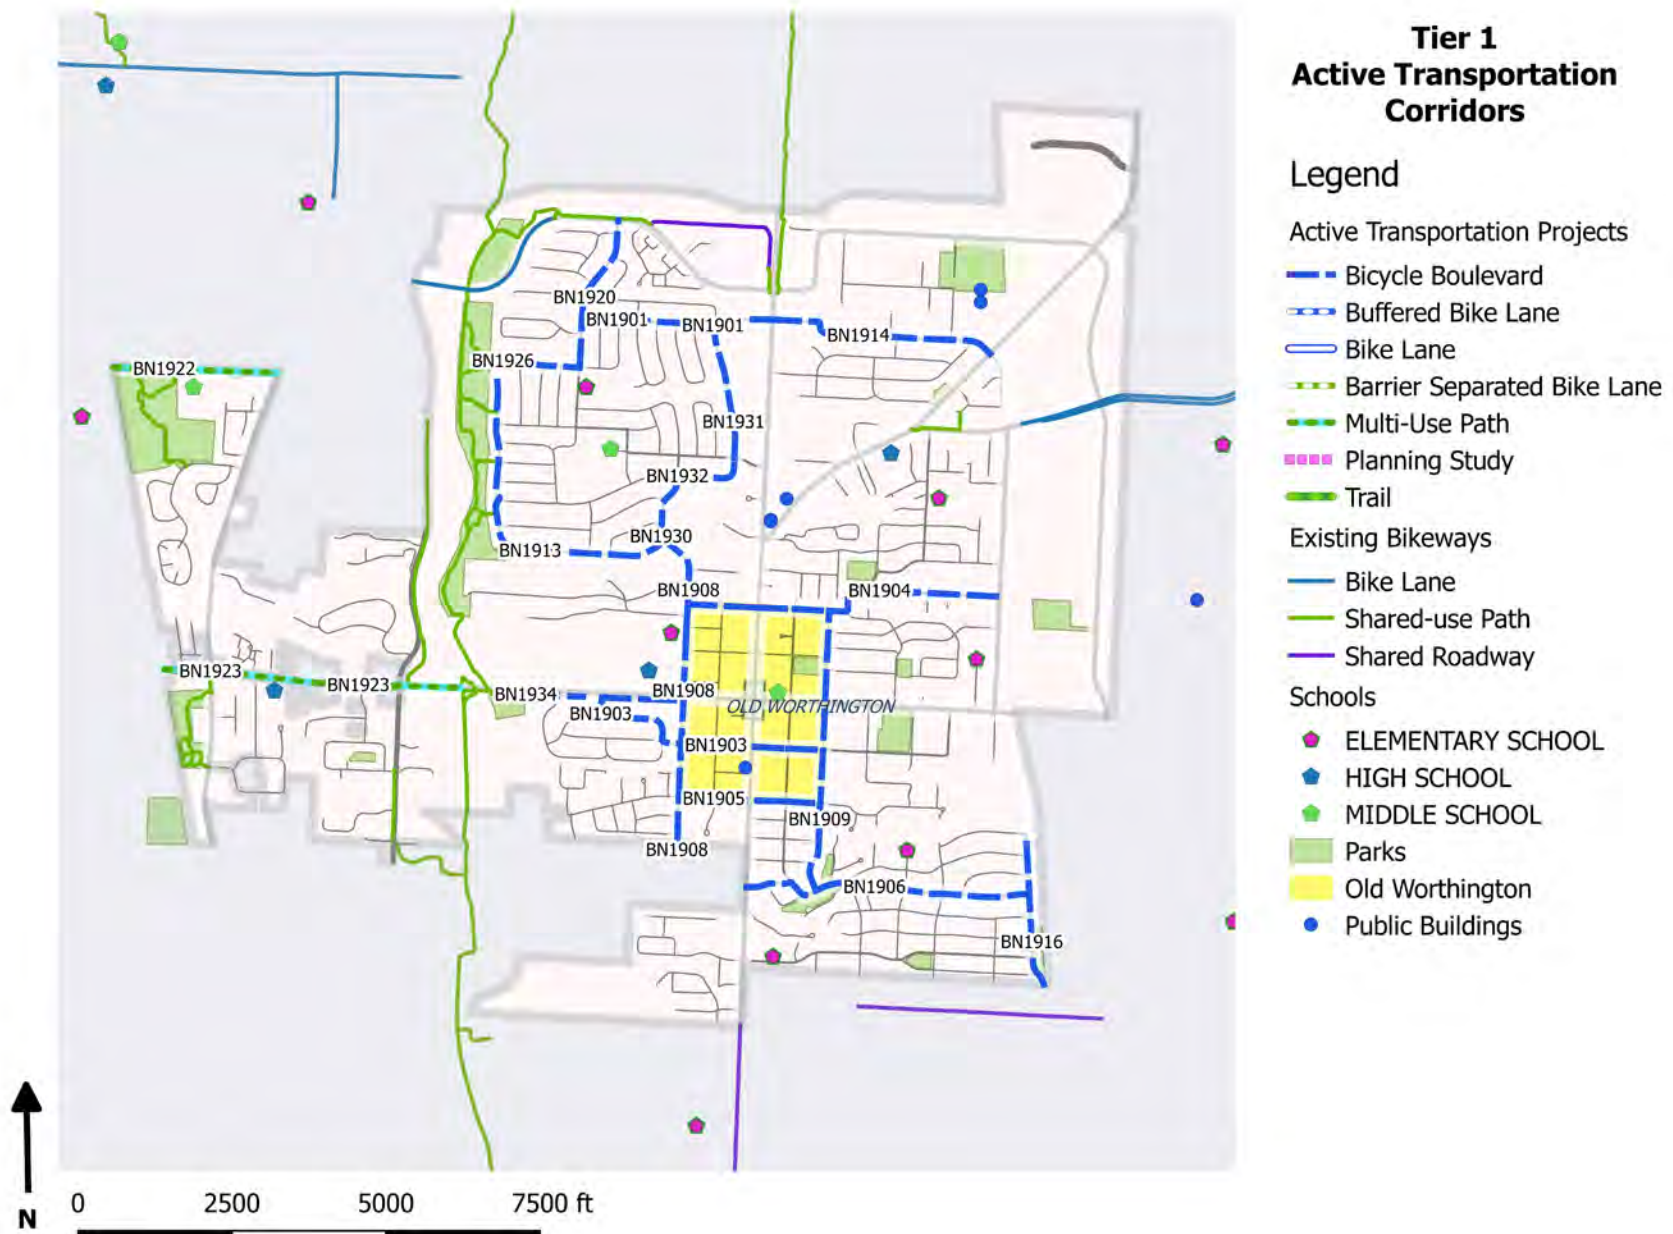 Tier 1
Active Transportation
Corridors
Legend
Active Transportation Projects
Bicycle Boulevard
Buffered Bike Lane
Bike Lane
Barrier Separated Bike Lane
Multi-Use Path
Planning Study
Trail
Existing Bikeways
Bike Lane
Shared-use Path
Shared Roadway
Schools
ELEMENTARY SCHOOL
HIGH SCHOOL
MIDDLE SCHOOL
Parks
Old Worthington
Public Buildings
BN1920
BN1901
BN1901
BN1914
BN1926
BN1922
BN1931
BN1932
BN1930
BN1913
BN1908
BN1904
BN1923
BN1923
BN1934
BN1908
OLD WORTHINGTON
BN1903
BN1903
BN1905
BN1909
BN1908
BN1906
BN1916
N
0 2500 5000 7500 ft